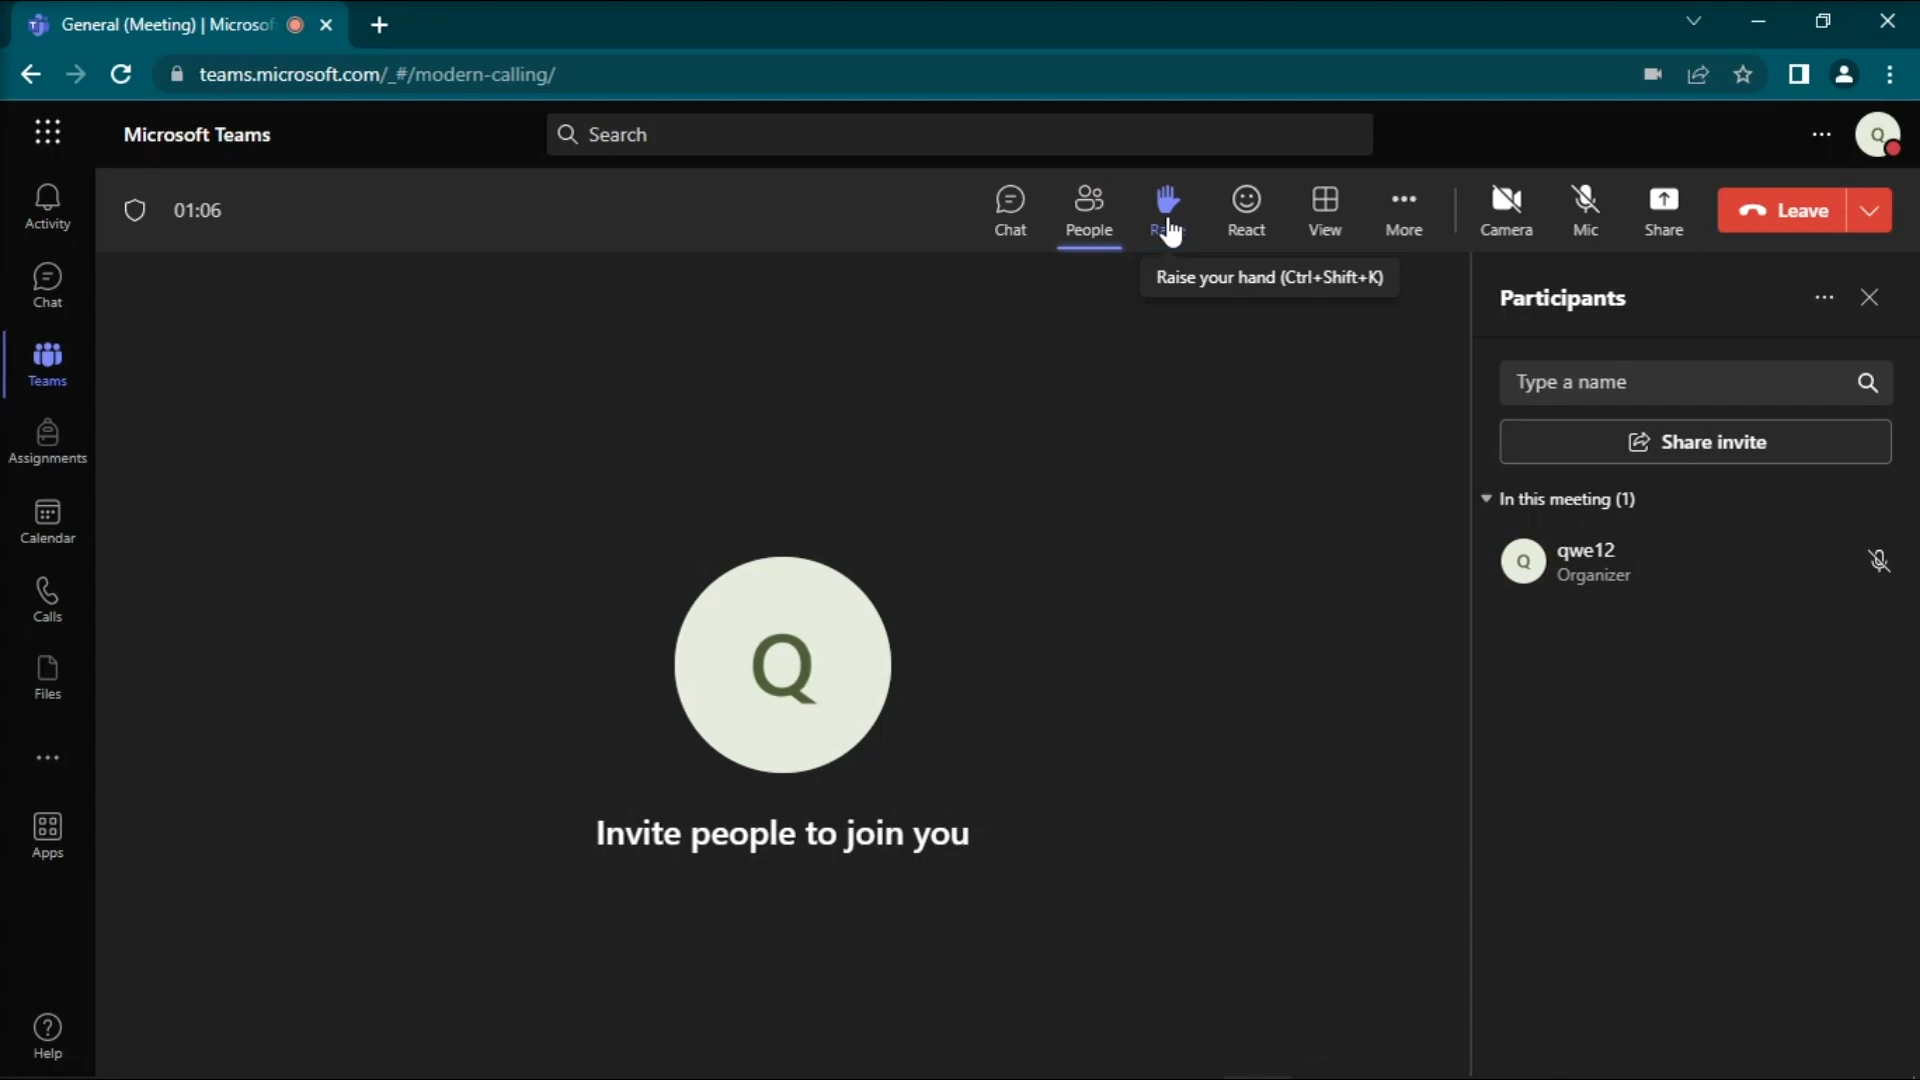 General (Meeting) | Microsof
teams.microsoft.com/_#/modern-calling/
Microsoft Teams
Search
Q
Activity
Chat
Teams
Assignments
Calendar
Calls
Files
Apps
Help
01:06
Chat
People
React
View
More
Camera
Mic
Share
Leave
Raise your hand (Ctrl+Shift+K)
Q
Invite people to join you
Participants
Type a name
Share invite
In this meeting (1)
Q
qwe12
Organizer